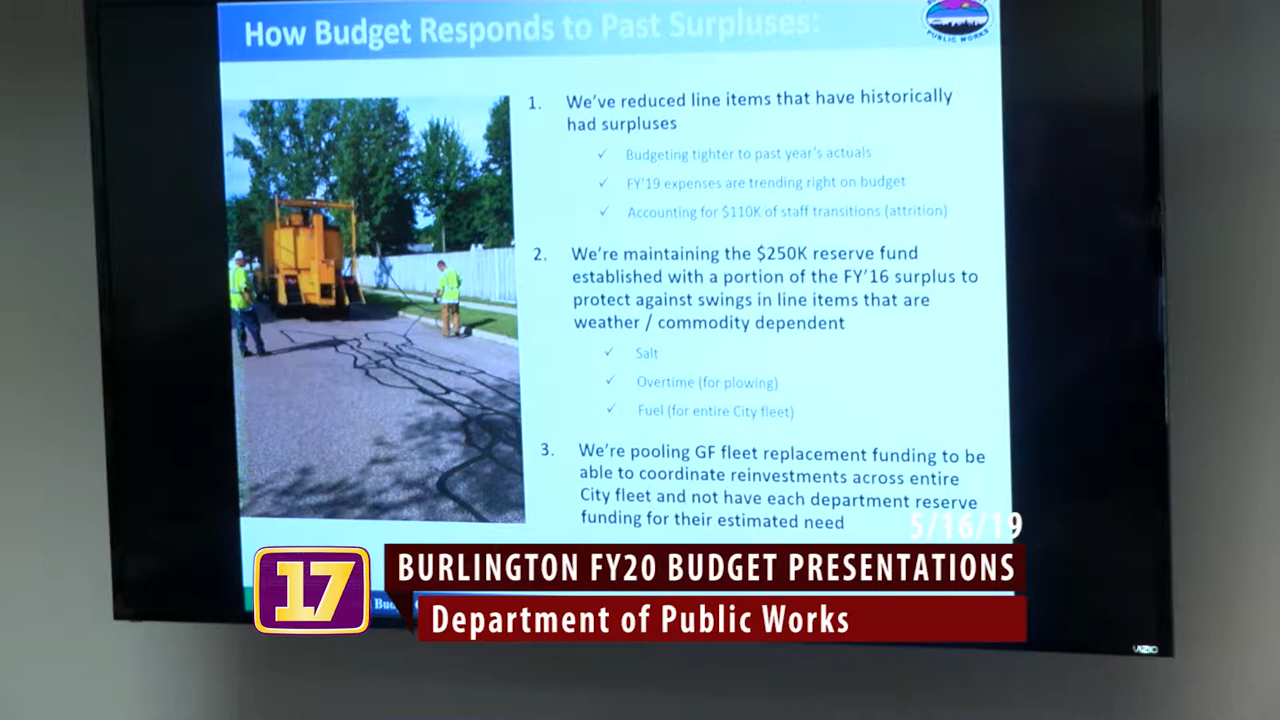 How Budget Responds to Past Surpluses:
PUBLIC WORKS
1. We've reduced line items that have historically
had surpluses
✓ Budgeting tighter to past year's actuals
✓ FY'19 expenses are trending right on budget
✓ Accounting for $110K of staff transitions (attrition)
2. We're maintaining the $250K reserve fund
established with a portion of the FY'16 surplus to
protect against swings in line items that are
weather / commodity dependent
✓ Salt
✓ Overtime (for plowing)
✓ Fuel (for entire City fleet)
3. We're pooling GF fleet replacement funding to be
able to coordinate reinvestments across entire
City fleet and not have each department reserve
funding for their estimated need
5/16/19
17
BURLINGTON FY20 BUDGET PRESENTATIONS
Department of Public Works
VIZIO